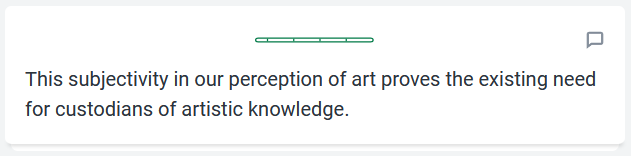 This subjectivity in our perception of art proves the existing need
for custodians of artistic knowledge.